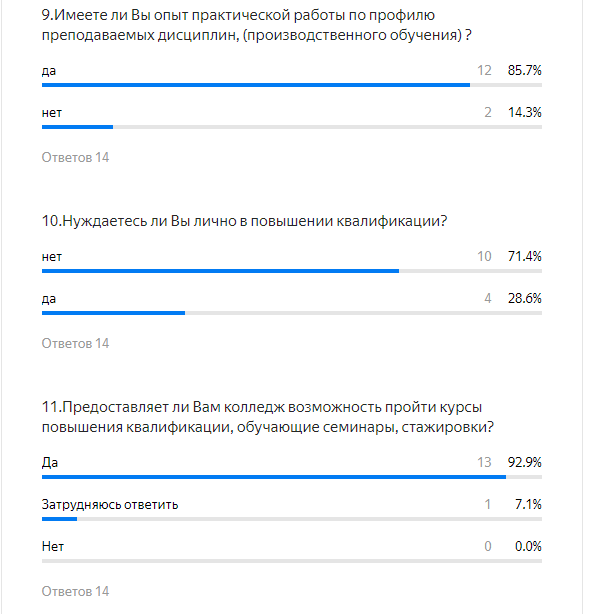 9.Имеете ли Вы опыт практической работы по профилю
преподаваемых дисциплин, (производственного обучения) ?
да 12 85.7%
нет 2 14.3%
Ответов 14
10.Нуждаетесь ли Вы лично в повышении квалификации?
нет 10 71.4%
да 4 28.6%
Ответов 14
11.Предоставляет ли Вам колледж возможность пройти курсы
повышения квалификации, обучающие семинары, стажировки?
Да 13 92.9%
Затрудняюсь ответить 1 7.1%
Нет 0 0.0%
Ответов 14